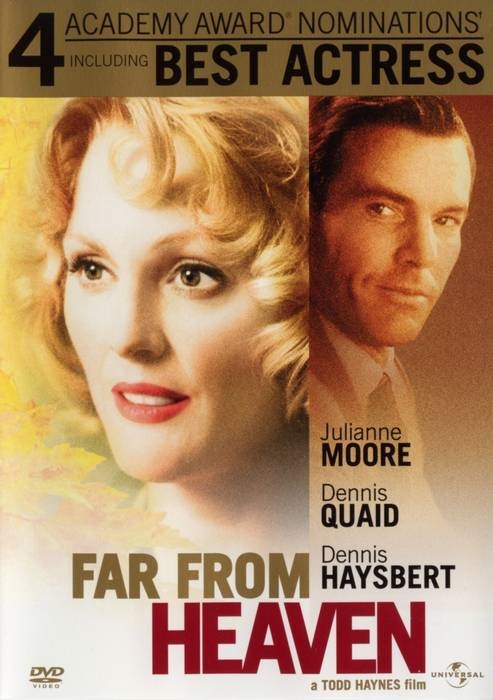 4 ACADEMY AWARD® NOMINATIONS
INCLUDING BEST ACTRESS
Julianne
MOORE
Dennis
QUAID
Dennis
HAYSBERT
FAR FROM
HEAVEN
a TODD HAYNES film
DVD
VIDEO
UNIVERSAL